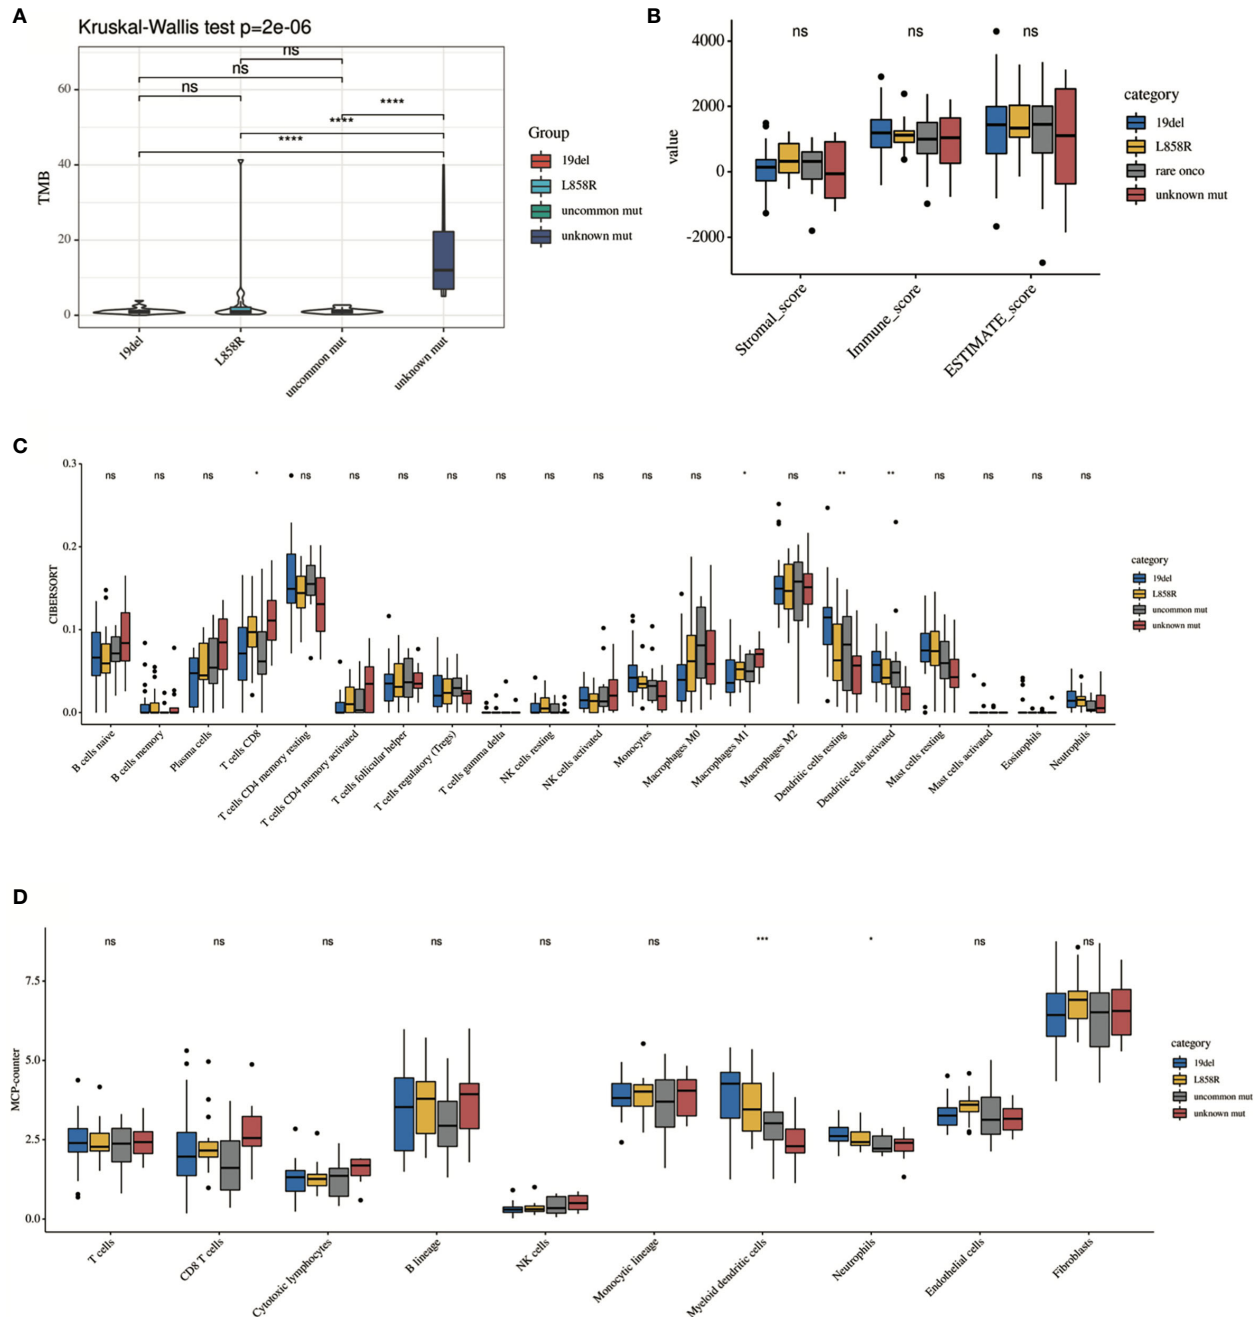 A
Kruskal-Wallis test p=2e-06
ns
ns
ns
****
****
****
TMB
60
40
20
0
19del
L858R
uncommon mut
unknown mut
Group
19del
L858R
uncommon mut
unknown mut
B
ns
ns
ns
value
4000
2000
0
-2000
Stromal_score
Immune_score
ESTIMATE_score
category
19del
L858R
rare onco
unknown mut
C
ns
ns
ns
*
ns
ns
ns
ns
ns
ns
ns
ns
ns
*
ns
**
**
ns
ns
ns
ns
CIBERSORT
0.3
0.2
0.1
0.0
B cells naive
B cells memory
Plasma cells
T cells CD8
T cells CD4 memory resting
T cells CD4 memory activated
T cells follicular helper
T cells regulatory (Tregs)
T cells gamma delta
NK cells resting
NK cells activated
Monocytes
Macrophages M0
Macrophages M1
Macrophages M2
Dendritic cells resting
Dendritic cells activated
Mast cells resting
Mast cells activated
Eosinophils
Neutrophils
category
19del
L858R
uncommon mut
unknown mut
D
ns
ns
ns
ns
ns
ns
***
*
ns
ns
MCP-counter
7.5
5.0
2.5
0.0
T cells
CD8 T cells
Cytotoxic lymphocytes
B lineage
NK cells
Monocytic lineage
Myeloid dendritic cells
Neutrophils
Endothelial cells
Fibroblasts
category
19del
L858R
uncommon mut
unknown mut